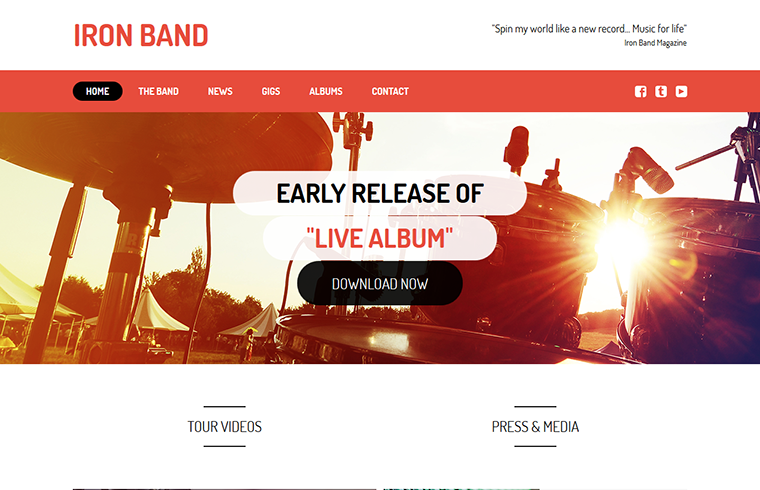 IRON BAND
"Spin my world like a new record... Music for life"
Iron Band Magazine
HOME THE BAND NEWS GIGS ALBUMS CONTACT
EARLY RELEASE OF
"LIVE ALBUM"
DOWNLOAD NOW
TOUR VIDEOS PRESS & MEDIA